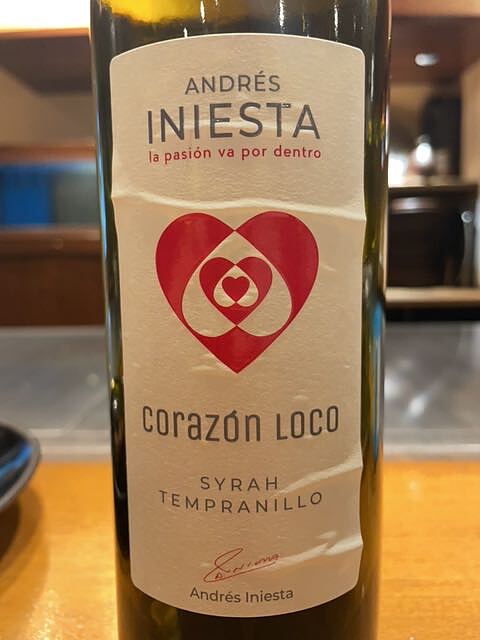 ANDRÉS
INIESTA
la pasión va por dentro
corazón Loco
SYRAH
TEMPRANILLO
Andrés Iniesta